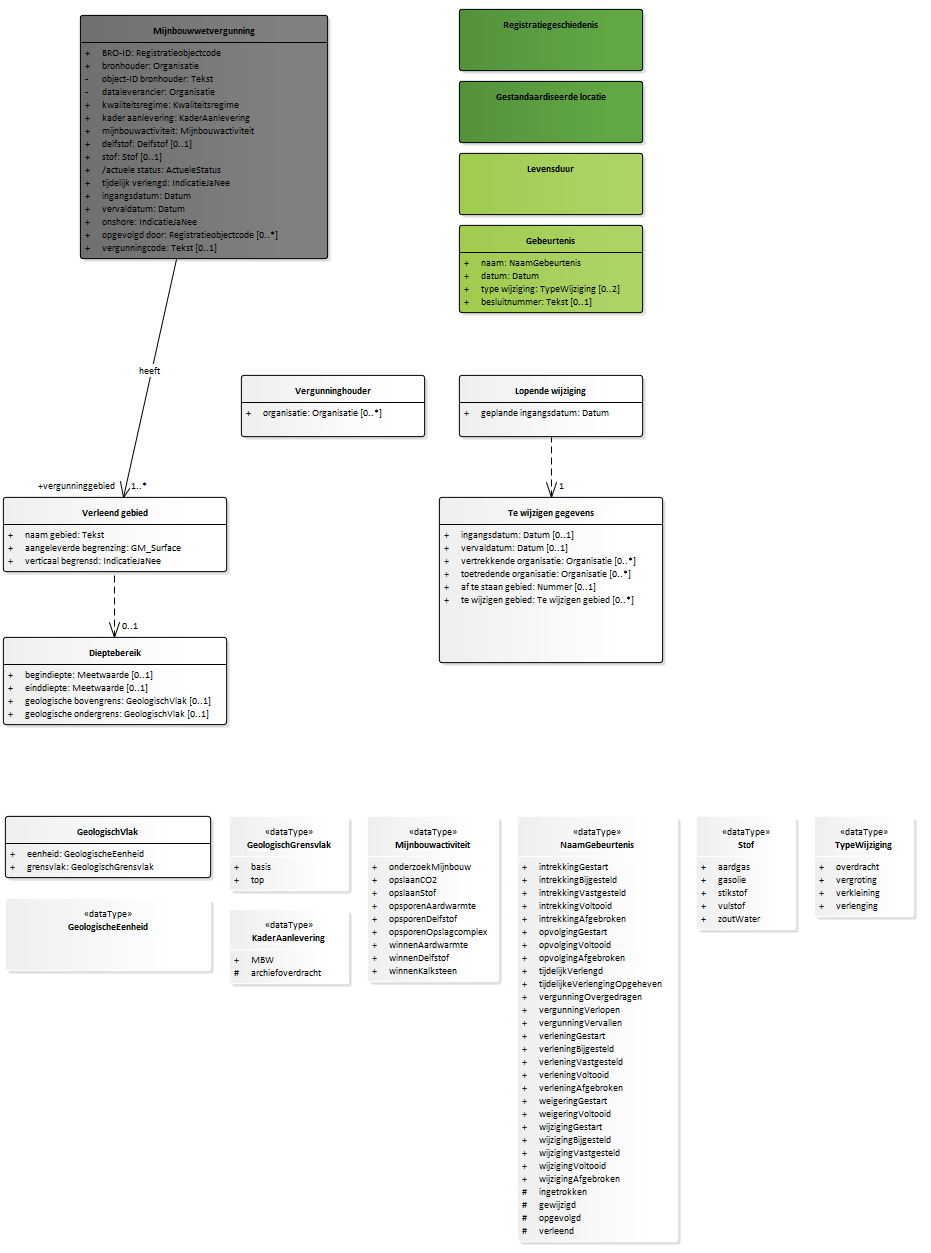 Mijnbouwwetvergunning
+ BRO-ID: Registratieobjectcode
+ bronhouder: Organisatie
- object-ID bronhouder: Tekst
- dataleverancier: Organisatie
+ kwaliteitsregime: Kwaliteitsregime
+ kader aanlevering: KaderAanlevering
+ mijnbouwactiviteit: Mijnbouwactiviteit
+ delfstof: Delfstof [0..1]
+ stof: Stof [0..1]
+ /actuele status: ActueleStatus
+ tijdelijk verlengd: IndicatieJaNee
+ ingangsdatum: Datum
+ vervaldatum: Datum
+ onshore: IndicatieJaNee
+ opgevolgd door: Registratieobjectcode [0..*]
+ vergunningcode: Tekst [0..1]
Registratiegeschiedenis
Gestandaardiseerde locatie
Levensduur
Gebeurtenis
+ naam: NaamGebeurtenis
+ datum: Datum
+ type wijziging: TypeWijziging [0..2]
+ besluitnummer: Tekst [0..1]
heeft
Vergunninghouder
+ organisatie: Organisatie [0..*]
Lopende wijziging
+ geplande ingangsdatum: Datum
+vergunninggebied 1..*
1
Verleend gebied
+ naam gebied: Tekst
+ aangeleverde begrenzing: GM_Surface
+ verticaal begrensd: IndicatieJaNee
Te wijzigen gegevens
+ ingangsdatum: Datum [0..1]
+ vervaldatum: Datum [0..1]
+ vertrekkende organisatie: Organisatie [0..*]
+ toetredende organisatie: Organisatie [0..*]
+ af te staan gebied: Nummer [0..1]
+ te wijzigen gebied: Te wijzigen gebied [0..*]
0..1
Dieptebereik
+ begindiepte: Meetwaarde [0..1]
+ einddiepte: Meetwaarde [0..1]
+ geologische bovengrens: GeologischVlak [0..1]
+ geologische ondergrens: GeologischVlak [0..1]
GeologischVlak
+ eenheid: GeologischeEenheid
+ grensvlak: GeologischGrensvlak
«dataType»
GeologischeEenheid
«dataType»
GeologischGrensvlak
+ basis
+ top
«dataType»
KaderAanlevering
+ MBW
# archiefoverdracht
«dataType»
Mijnbouwactiviteit
+ onderzoekMijnbouw
+ opslaanCO2
+ opslaanStof
+ opsporenAardwarmte
+ opsporenDelfstof
+ opsporenOpslagcomplex
+ winnenAardwarmte
+ winnenDelfstof
+ winnenKalksteen
«dataType»
NaamGebeurtenis
+ intrekkingGestart
+ intrekkingBijgesteld
+ intrekkingVastgesteld
+ intrekkingVoltooid
+ intrekkingAfgebroken
+ opvolgingGestart
+ opvolgingVoltooid
+ opvolgingAfgebroken
+ tijdelijkVerlengd
+ tijdelijkeVerlengingOpgeheven
+ vergunningOvergedragen
+ vergunningVerlopen
+ vergunningVervallen
+ verleningGestart
+ verleningBijgesteld
+ verleningVastgesteld
+ verleningVoltooid
+ verleningAfgebroken
+ weigeringGestart
+ weigeringVoltooid
+ wijzigingGestart
+ wijzigingBijgesteld
+ wijzigingVastgesteld
+ wijzigingVoltooid
+ wijzigingAfgebroken
# ingetrokken
# gewijzigd
# opgevolgd
# verleend
«dataType»
Stof
+ aardgas
+ gasolie
+ stikstof
+ vulstof
+ zoutWater
«dataType»
TypeWijziging
+ overdracht
+ vergroting
+ verkleining
+ verlenging